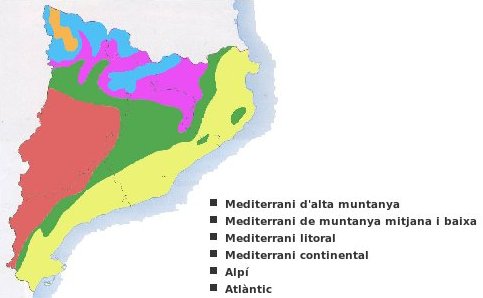 Mediterrani d'alta muntanya
Mediterrani de muntanya mitjana i baixa
Mediterrani litoral
Mediterrani continental
Alpí
Atlàntic